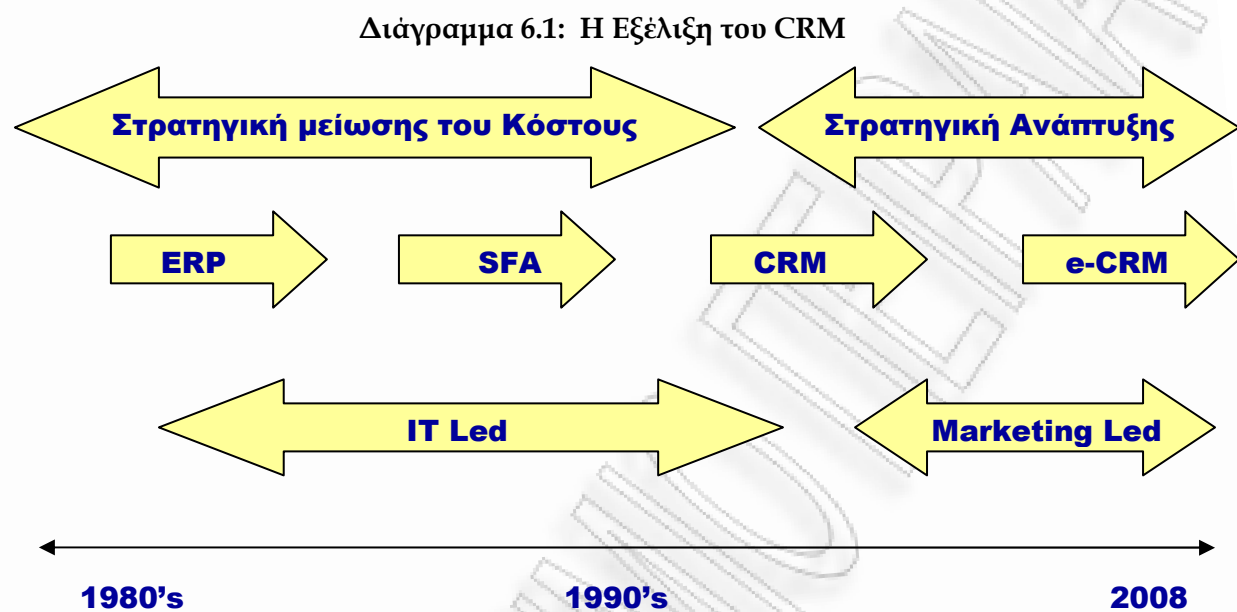 Διάγραμμα 6.1: Η Εξέλιξη του CRM
Στρατηγική μείωσης του Κόστους
Στρατηγική Ανάπτυξης
ERP
SFA
CRM
e-CRM
IT Led
Marketing Led
1980's
1990's
2008